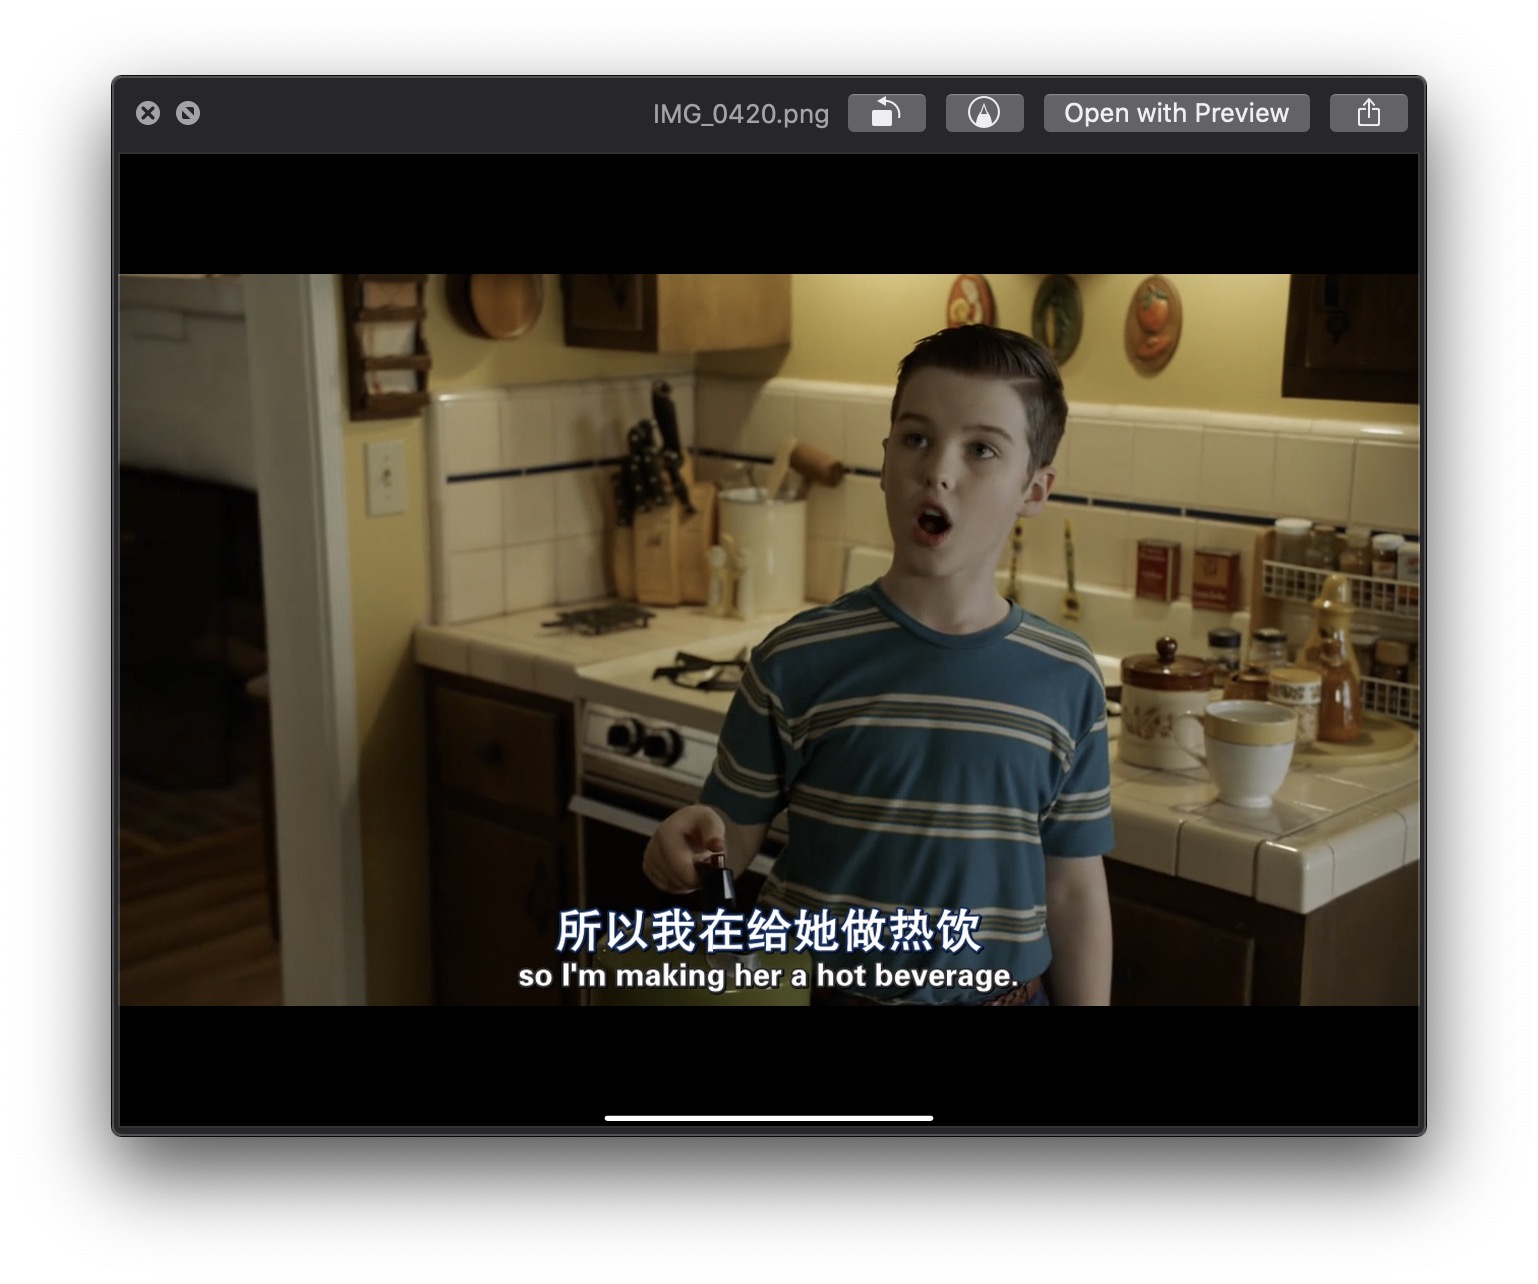 IMG_0420.png
Open with Preview
所以我在给她做热饮
so I'm making her a hot beverage.